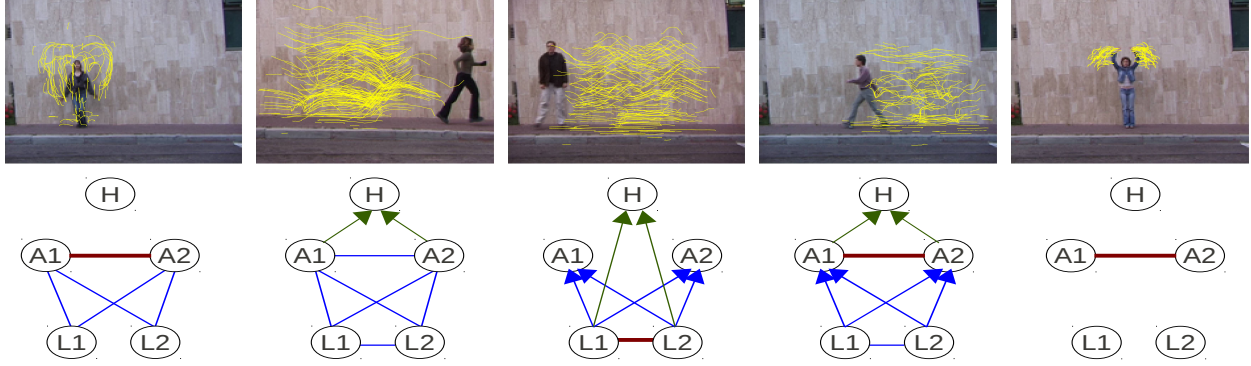 H H H H H
A1 A2 A1 A2 A1 A2 A1 A2 A1 A2
L1 L2 L1 L2 L1 L2 L1 L2 L1 L2